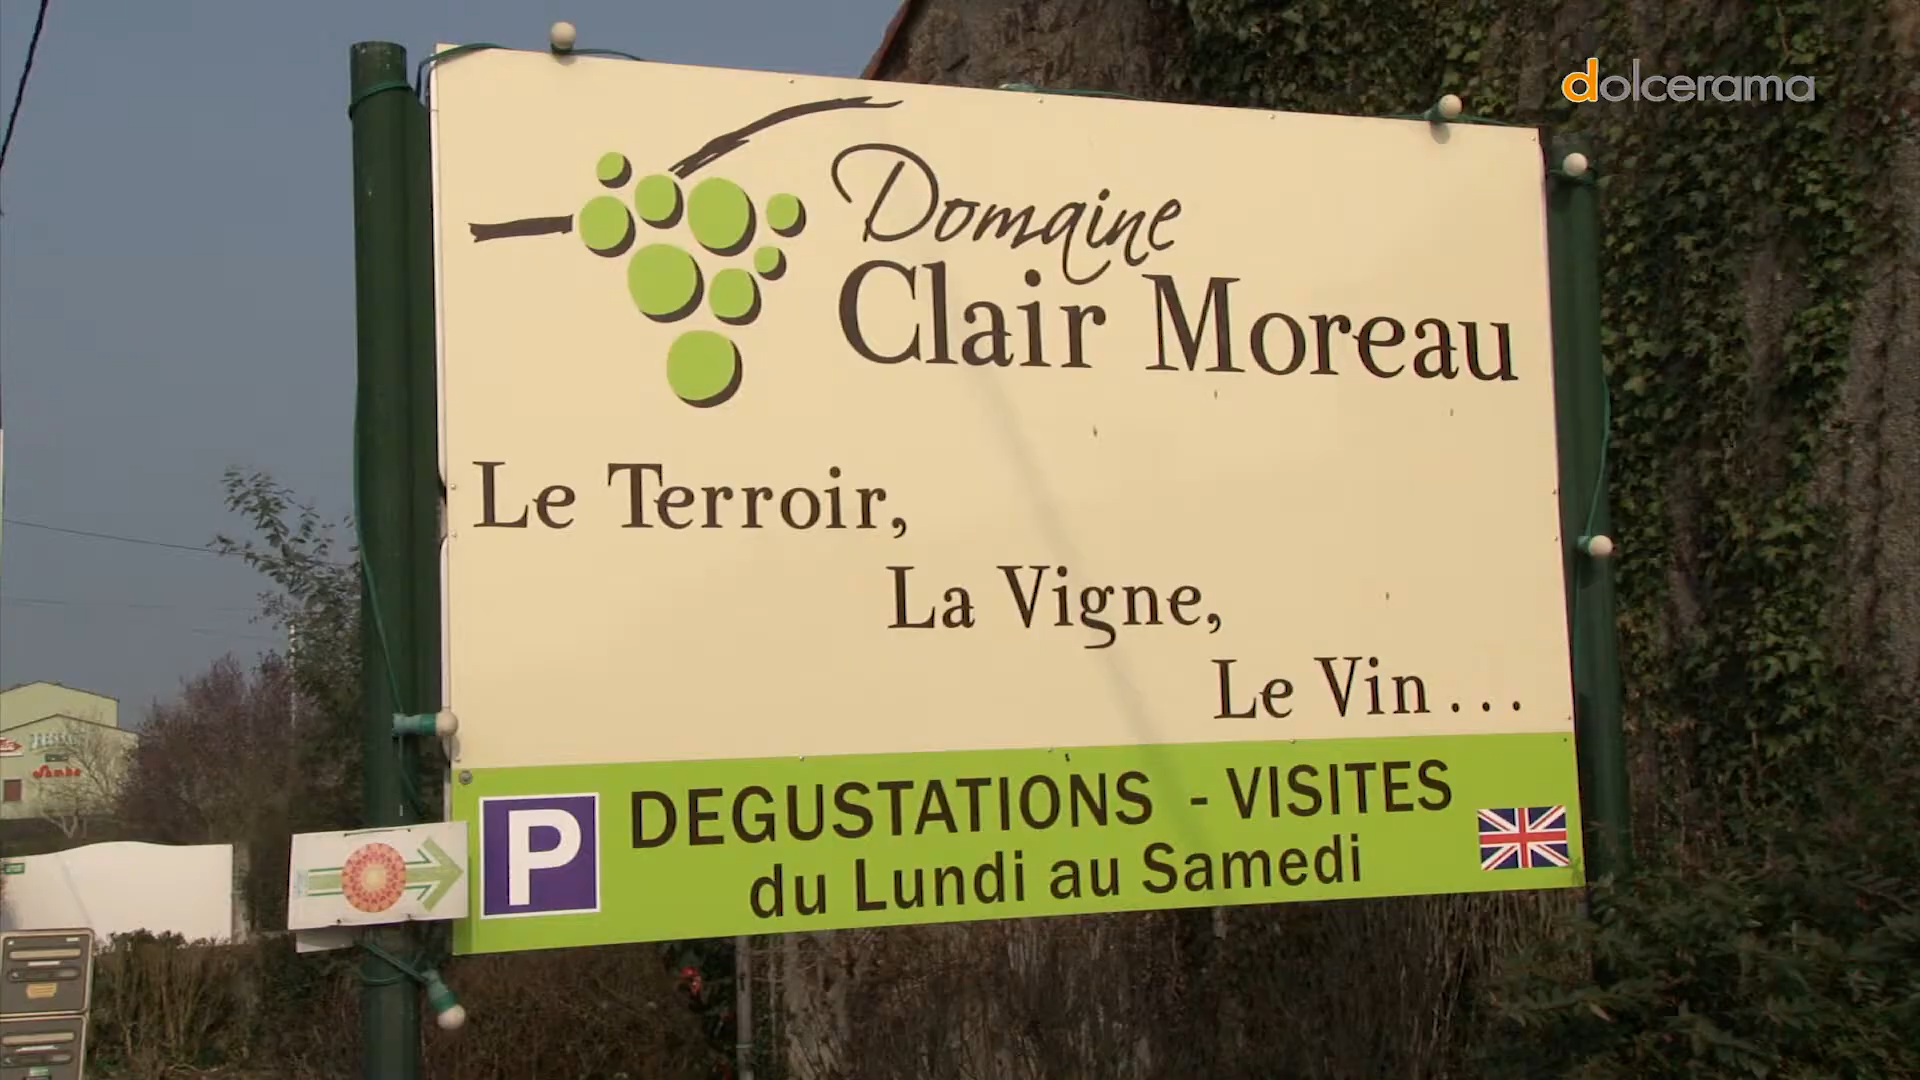 dolcerama
Domaine
Clair Moreau
Le Terroir,
La Vigne,
Le Vin...
P
DEGUSTATIONS - VISITES
du Lundi au Samedi